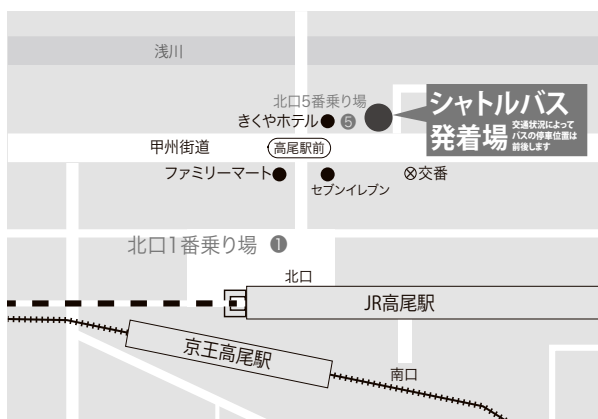 浅川
北口5番乗り場
きくやホテル
5
シャトルバス
発着場
交通状況によって
バスの停車位置は
前後します
甲州街道
高尾駅前
ファミリーマート
セブンイレブン
交番
北口1番乗り場
1
北口
JR高尾駅
京王高尾駅
南口